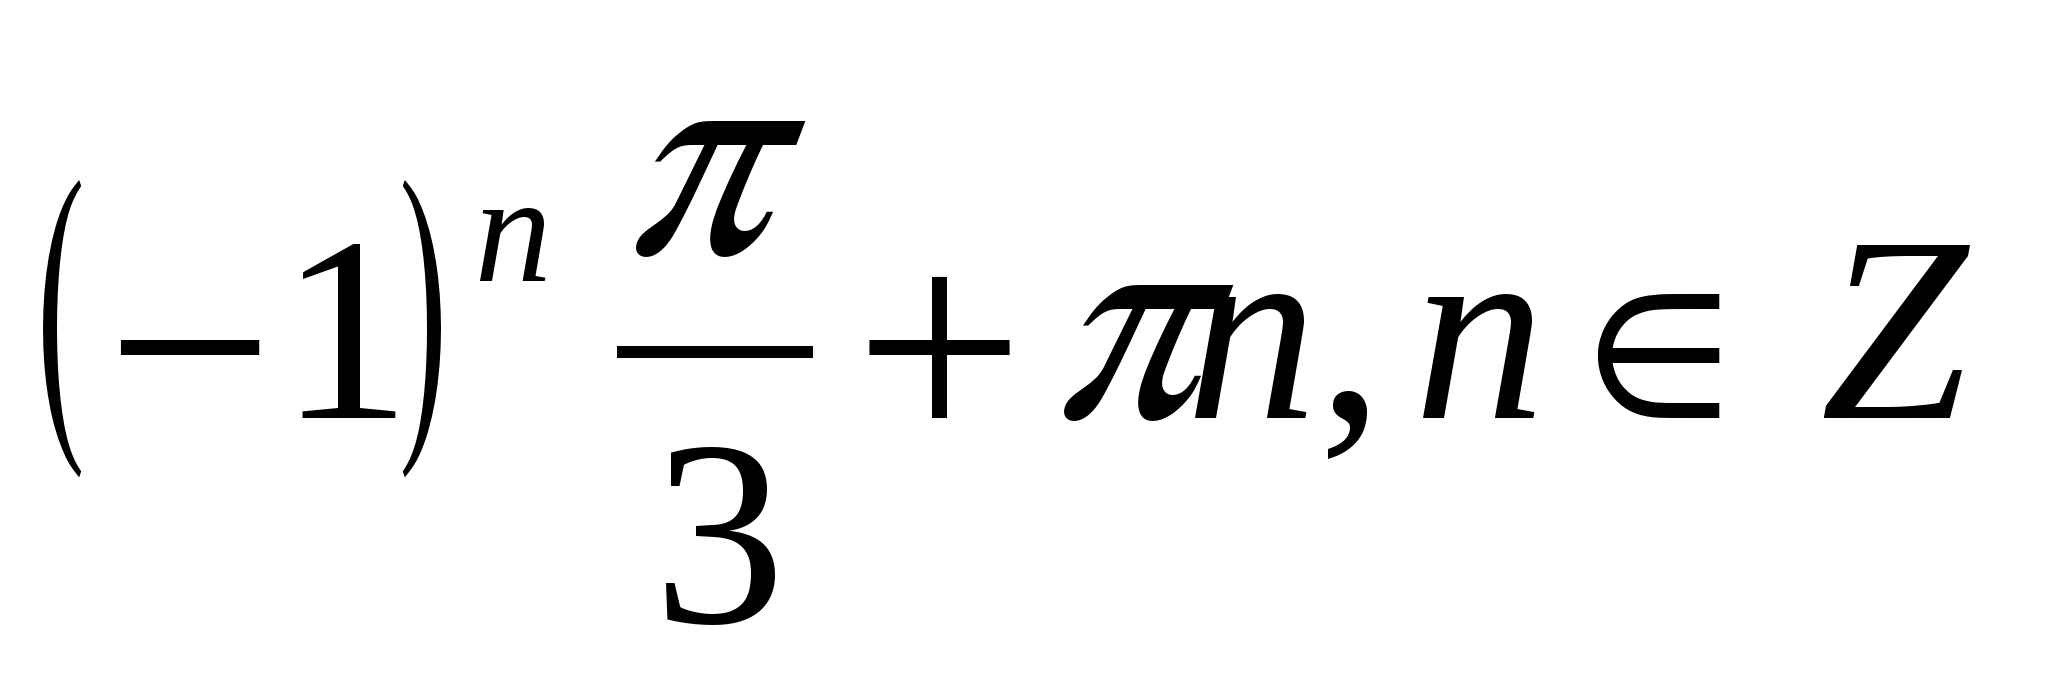 (−1)ⁿ π/3 + πn, n ∈ Z